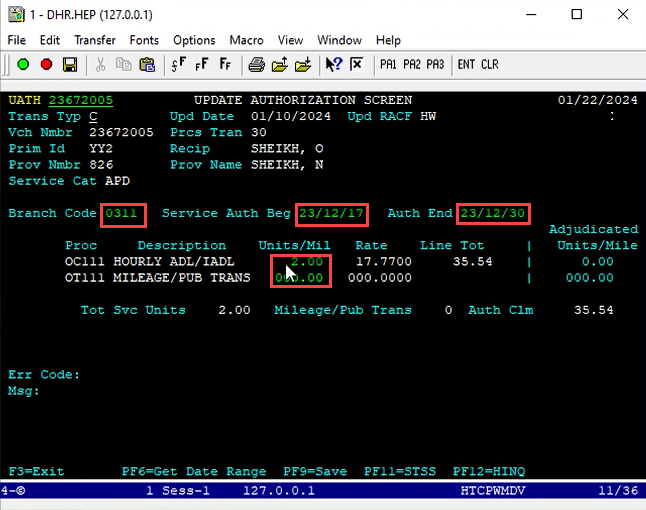 1 - DHR.HEP (127.0.0.1)
File Edit Transfer Fonts Options Macro View Window Help
PA1 PA2 PA3 ENT CLR
UATH 23672005 UPDATE AUTHORIZATION SCREEN 01/22/2024
Trans Typ C Upd Date 01/10/2024 Upd RACF HW :
Vch Nmbr 23672005 Prcs Tran 30
Prim Id YY2 Recip SHEIKH, O
Prov Nmbr 826 Prov Name SHEIKH, N
Service Cat APD
Branch Code 0311 Service Auth Beg 23/12/17 Auth End 23/12/30
Adjudicated
Proc Description Units/Mil Rate Line Tot | Units/Mile
OC111 HOURLY ADL/IADL 2.00 17.7700 35.54 | 0.00
OT111 MILEAGE/PUB TRANS 000.00 000.0000 | 000.00
Tot Svc Units 2.00 Mileage/Pub Trans 0 Auth Clm 35.54
Err Code:
Msg:
F3=Exit PF6=Get Date Range PF9=Save PF11=STSS PF12=HINQ
4-© 1 Sess-1 127.0.0.1 HTCPWMDV 11/36